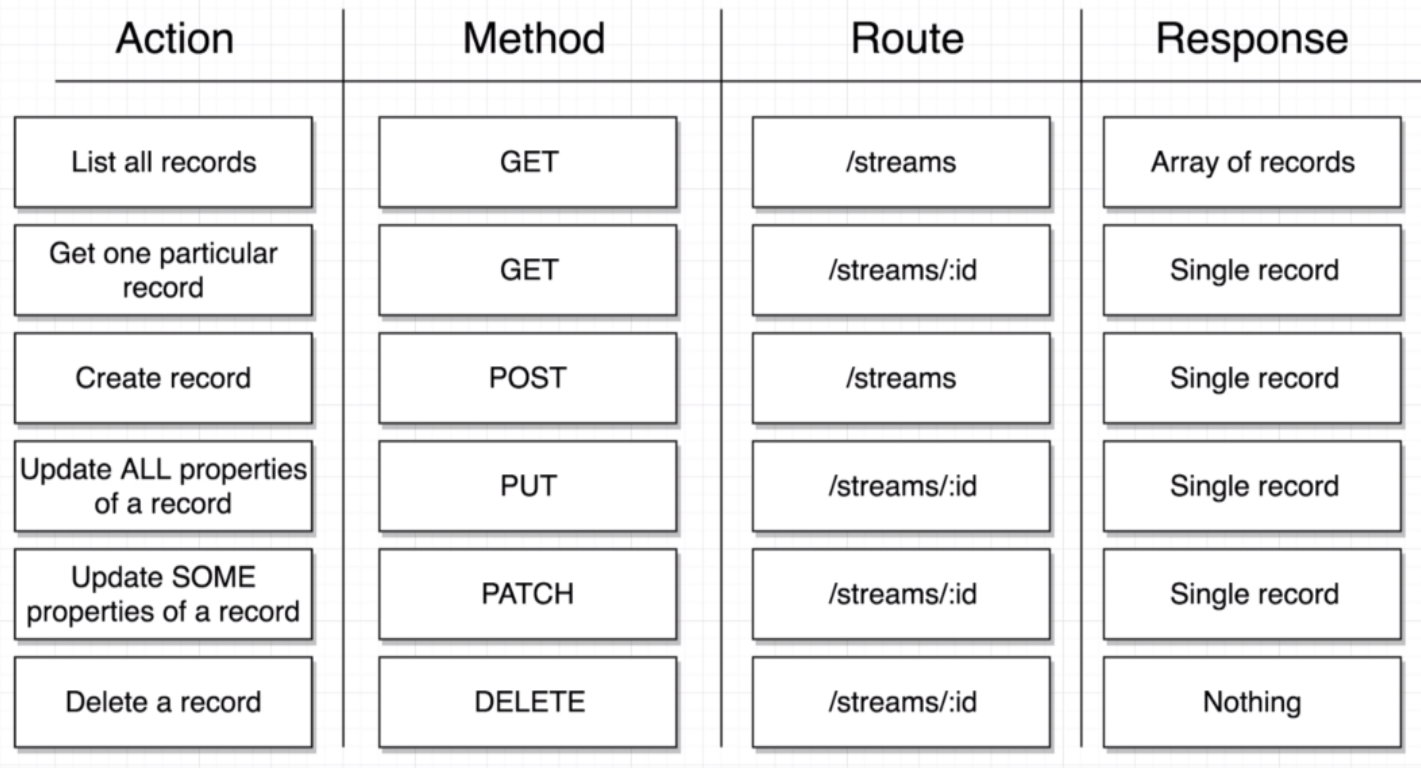 Action Method Route Response
List all records GET /streams Array of records
Get one particular
record GET /streams/:id Single record
Create record POST /streams Single record
Update ALL properties
of a record PUT /streams/:id Single record
Update SOME
properties of a record PATCH /streams/:id Single record
Delete a record DELETE /streams/:id Nothing